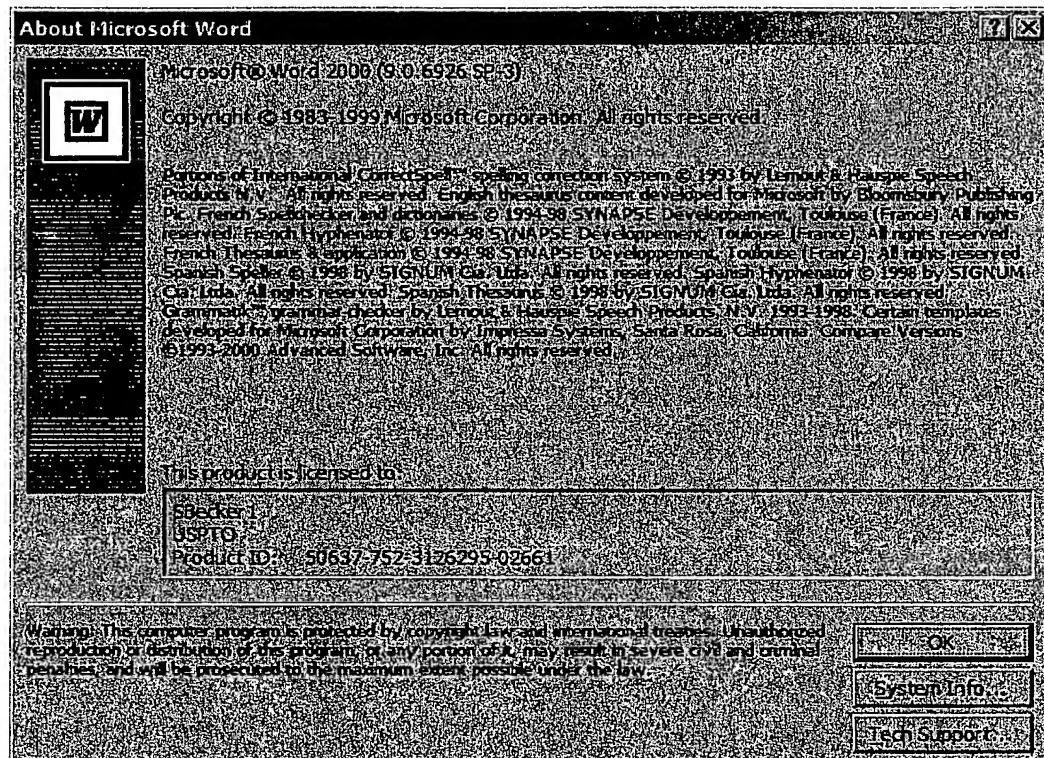 About Microsoft Word
W
Microsoft® Word 2000 (9.0.6926 SP-3)
Copyright © 1983-1999 Microsoft Corporation. All rights reserved.
Portions of International CorrectSpell™ spelling correction system © 1993 by Lernout & Hauspie Speech
Products N.V. All rights reserved. English thesaurus content developed for Microsoft by Bloomsbury Publishing
Plc. French Spellchecker and dictionaries © 1994-98 SYNAPSE Developpement, Toulouse (France). All rights
reserved. French Hyphenator © 1994-98 SYNAPSE Developpement, Toulouse (France). All rights reserved.
French Thesaurus & application © 1994-98 SYNAPSE Developpement, Toulouse (France). All rights reserved.
Spanish Speller © 1998 by SIGNUM Cia. Ltda. All rights reserved. Spanish Hyphenator © 1998 by SIGNUM
Cia. Ltda. All rights reserved. Spanish Thesaurus © 1998 by SIGNUM Cia. Ltda. All rights reserved.
Grammatik™ grammar checker by Lernout & Hauspie Speech Products, N.V. 1993-1998. Certain templates
developed for Microsoft Corporation by Impressa Systems, Santa Rosa, California. Compare Versions
©1993-2000 Advanced Software, Inc. All rights reserved.
This product is licensed to:
SBecker1
USPTO
Product ID: 50637-752-3126295-02661
Warning: This computer program is protected by copyright law and international treaties. Unauthorized
reproduction or distribution of this program, or any portion of it, may result in severe civil and criminal
penalties, and will be prosecuted to the maximum extent possible under the law.
OK
System Info...
Tech Support...